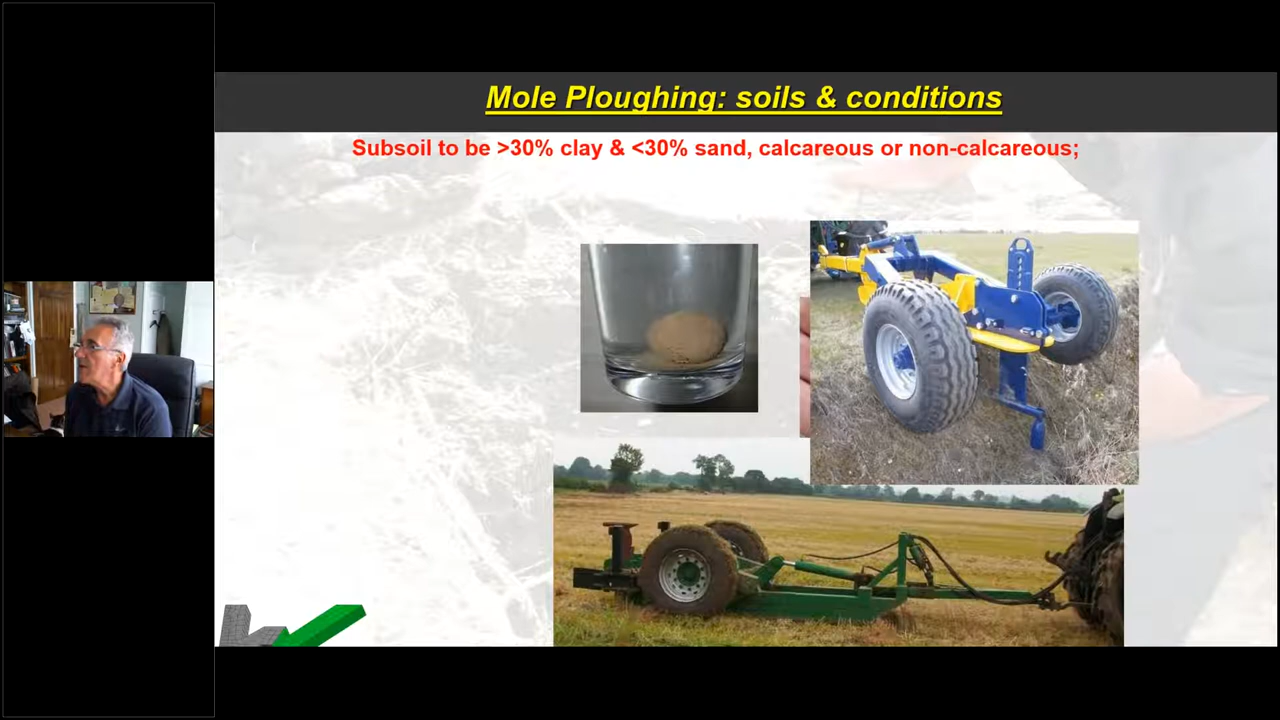 Mole Ploughing: soils & conditions
Subsoil to be >30% clay & <30% sand, calcareous or non-calcareous;